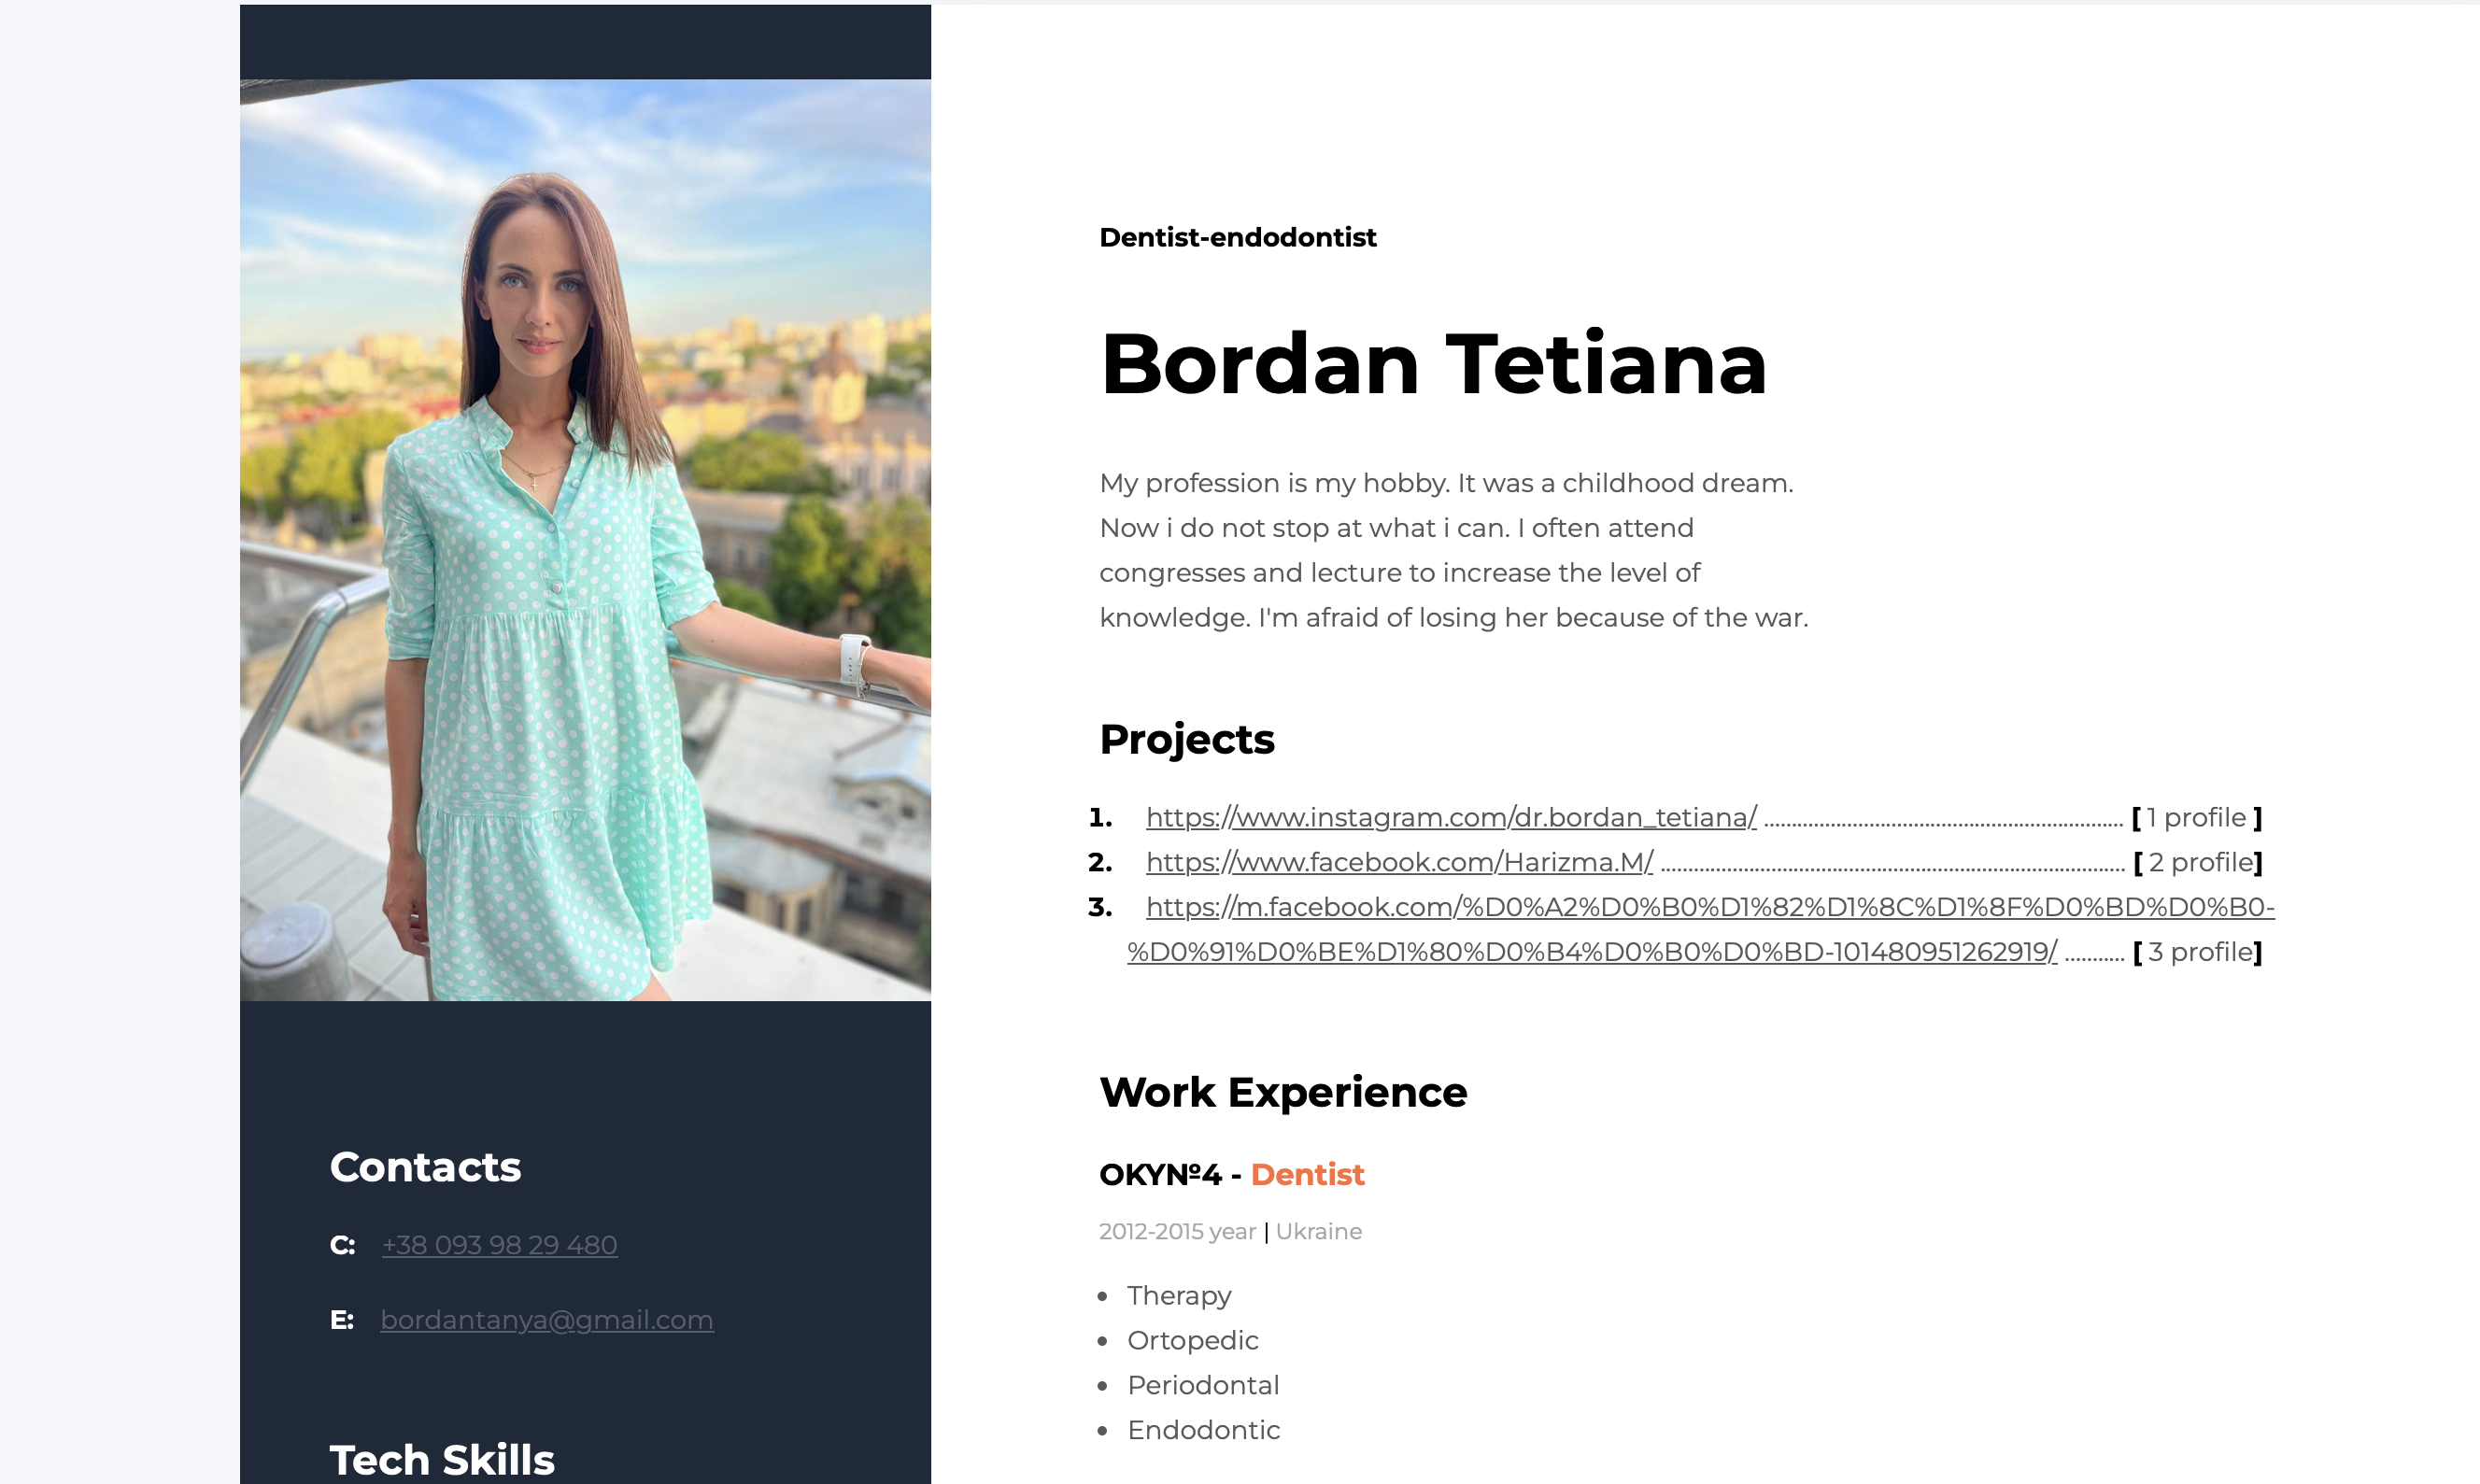 Dentist-endodontist
Bordan Tetiana
My profession is my hobby. It was a childhood dream.
Now i do not stop at what i can. I often attend
congresses and lecture to increase the level of
knowledge. I'm afraid of losing her because of the war.
Projects
1. https://www.instagram.com/dr.bordan_tetiana/ ................................................................ [ 1 profile ]
2. https://www.facebook.com/Harizma.M/ ................................................................................... [ 2 profile]
3. https://m.facebook.com/%D0%A2%D0%B0%D1%82%D1%8C%D1%8F%D0%BD%D0%B0-
%D0%91%D0%BE%D1%80%D0%B4%D0%B0%D0%BD-101480951262919/ ........... [ 3 profile]
Work Experience
OKYN№4 - Dentist
2012-2015 year | Ukraine
• Therapy
• Ortopedic
• Periodontal
• Endodontic
Contacts
C: +38 093 98 29 480
E: bordantanya@gmail.com
Tech Skills